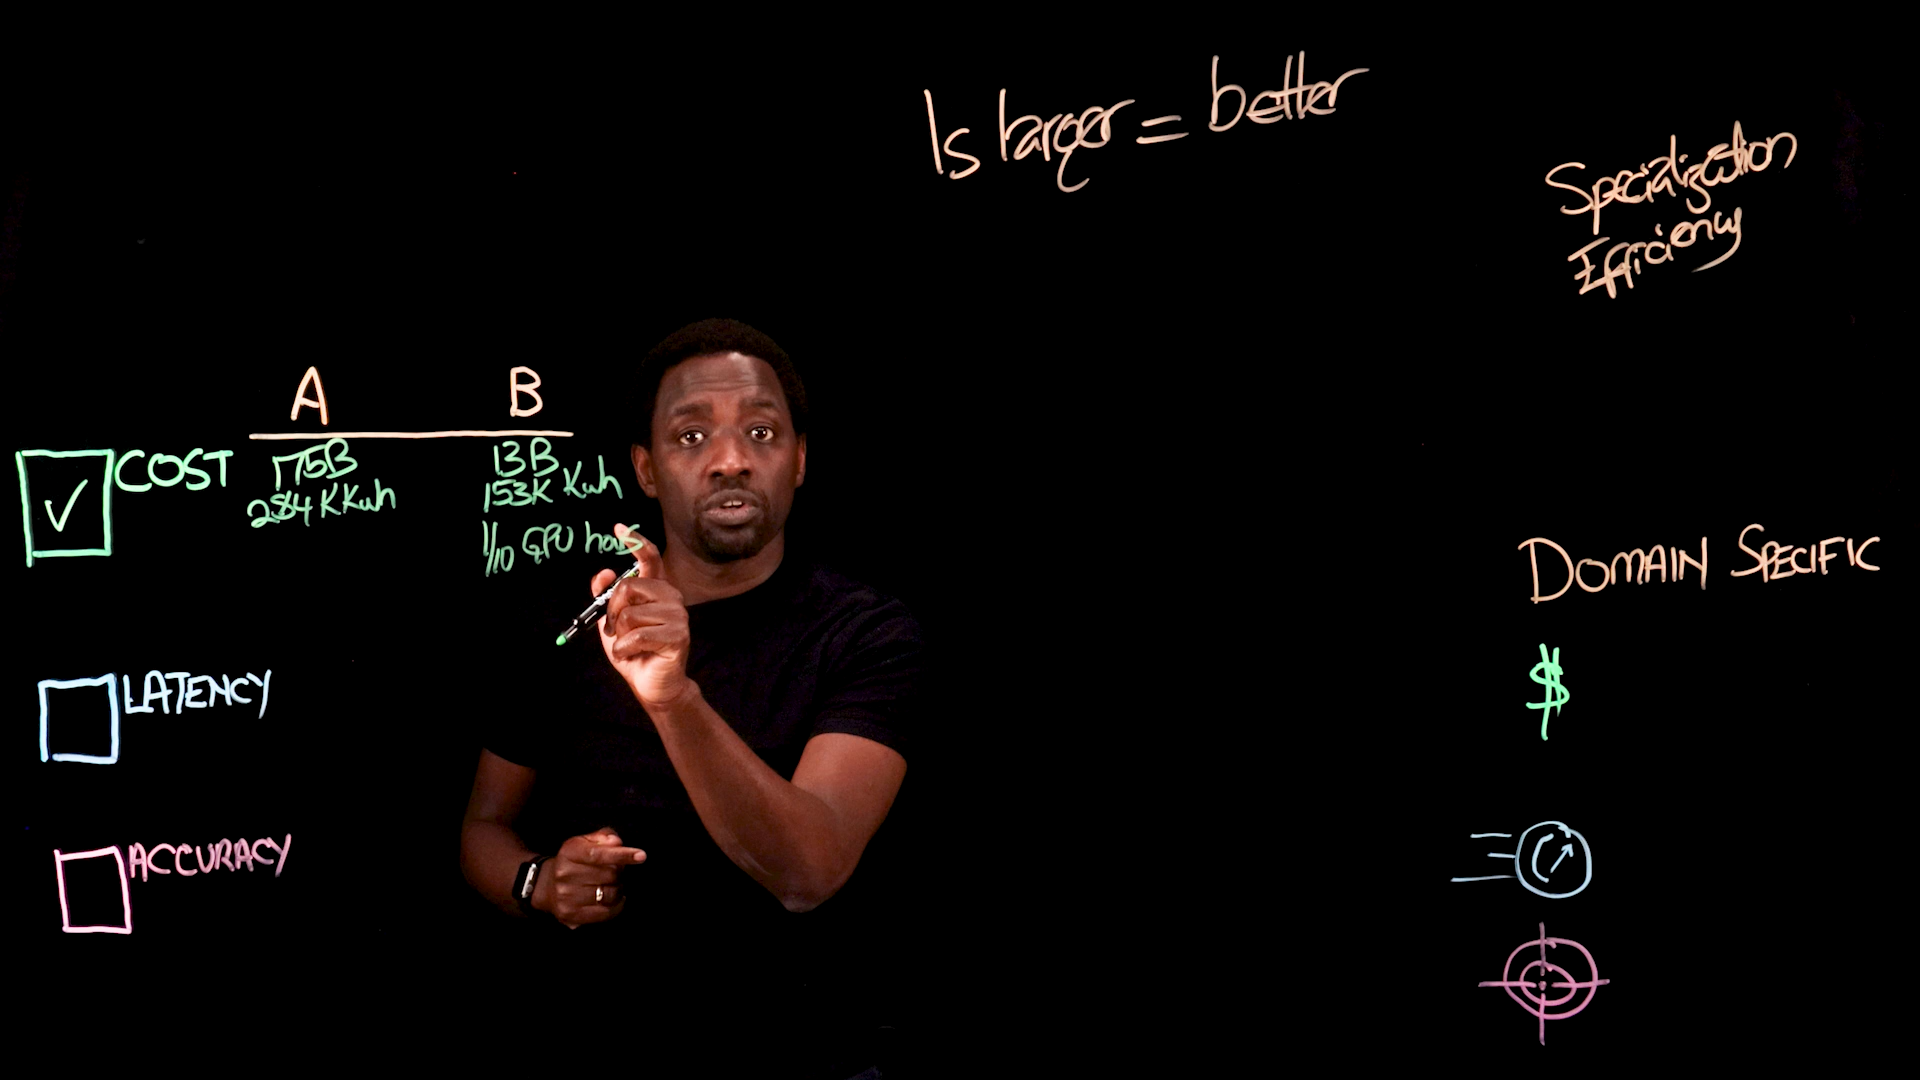 Is larger = better
Specialization
Efficiency
A B
COST 175B 13B
284K Kwh 153K Kwh
1/10 GPU hours
DOMAIN SPECIFIC
$
LATENCY
ACCURACY